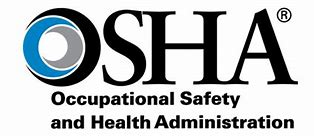 OSHA®
Occupational Safety
and Health Administration